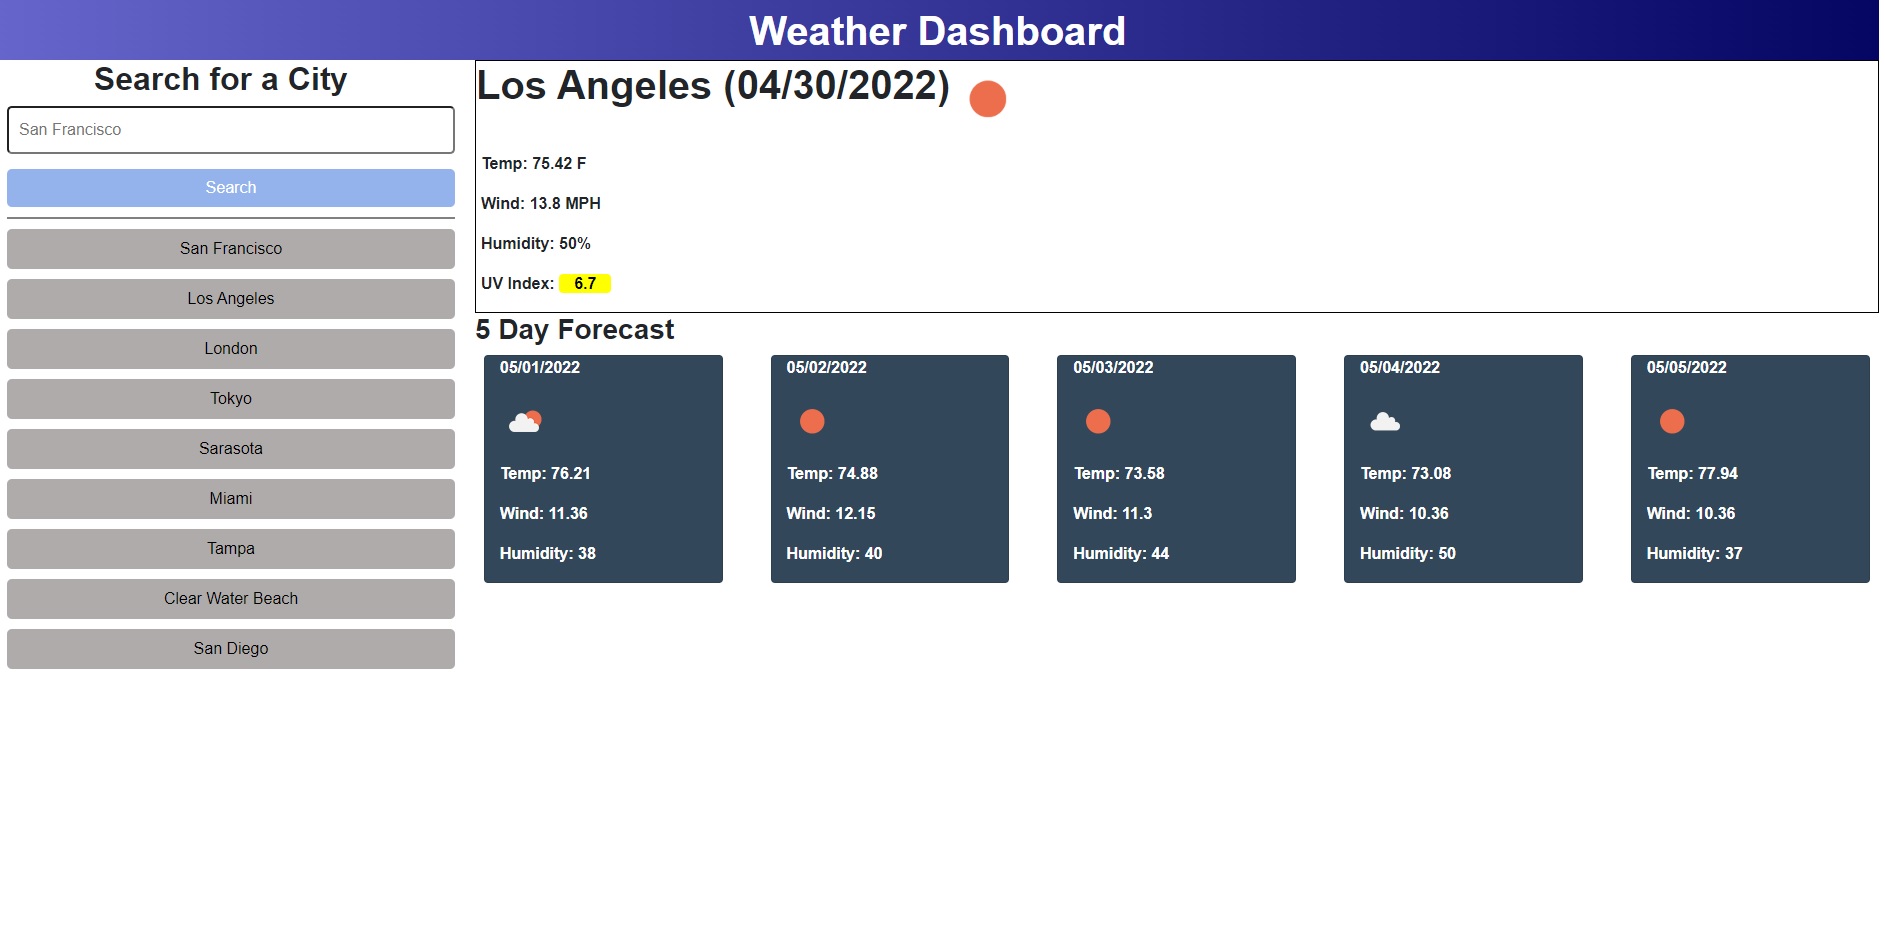 Weather Dashboard
Search for a City
San Francisco
Search
San Francisco
Los Angeles
London
Tokyo
Sarasota
Miami
Tampa
Clear Water Beach
San Diego
Los Angeles (04/30/2022)
Temp: 75.42 F
Wind: 13.8 MPH
Humidity: 50%
UV Index: 6.7
5 Day Forecast
05/01/2022
Temp: 76.21
Wind: 11.36
Humidity: 38
05/02/2022
Temp: 74.88
Wind: 12.15
Humidity: 40
05/03/2022
Temp: 73.58
Wind: 11.3
Humidity: 44
05/04/2022
Temp: 73.08
Wind: 10.36
Humidity: 50
05/05/2022
Temp: 77.94
Wind: 10.36
Humidity: 37